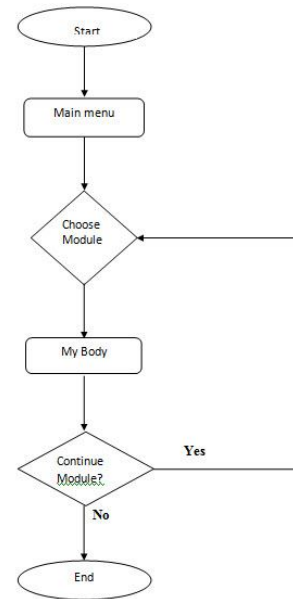 Start
Main menu
Choose
Module
My Body
Continue
Module?
Yes
No
End